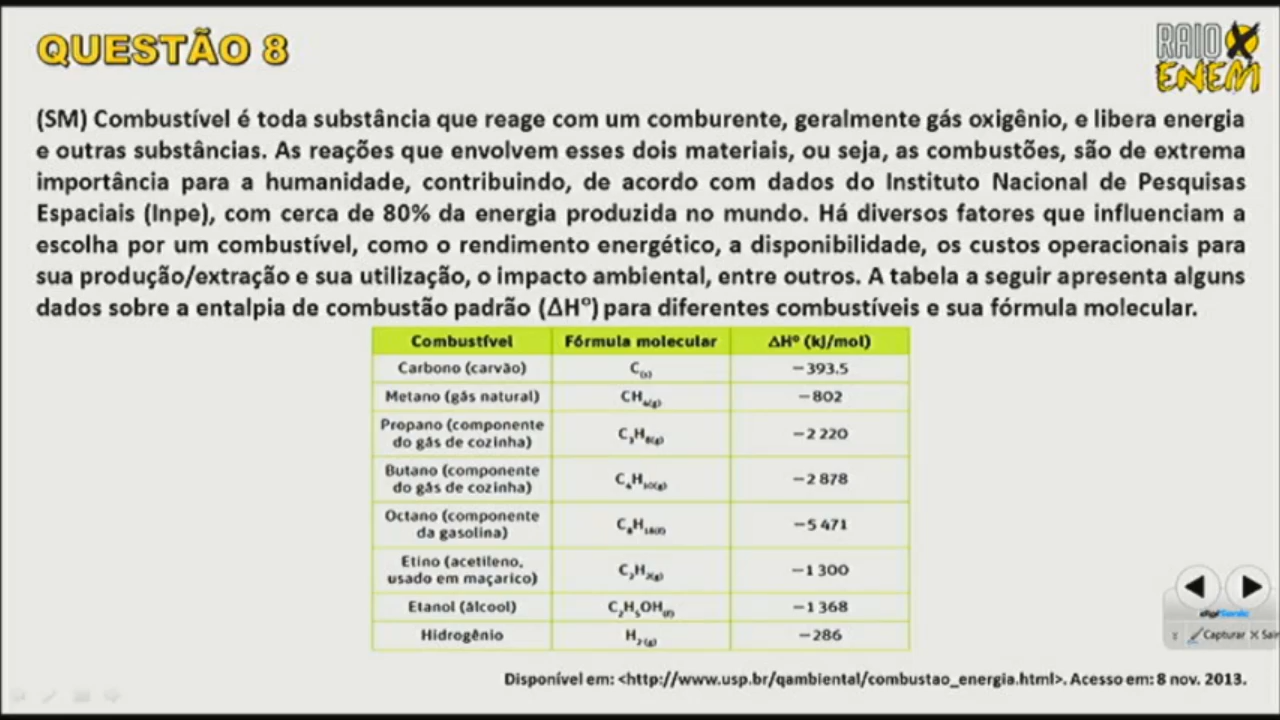 QUESTÃO 8
RAIO X
ENEM
(SM) Combustível é toda substância que reage com um comburente, geralmente gás oxigênio, e libera energia
e outras substâncias. As reações que envolvem esses dois materiais, ou seja, as combustões, são de extrema
importância para a humanidade, contribuindo, de acordo com dados do Instituto Nacional de Pesquisas
Espaciais (Inpe), com cerca de 80% da energia produzida no mundo. Há diversos fatores que influenciam a
escolha por um combustível, como o rendimento energético, a disponibilidade, os custos operacionais para
sua produção/extração e sua utilização, o impacto ambiental, entre outros. A tabela a seguir apresenta alguns
dados sobre a entalpia de combustão padrão (ΔHº) para diferentes combustíveis e sua fórmula molecular.
Combustível Fórmula molecular ΔHº (kJ/mol)
Carbono (carvão) C(s) −393.5
Metano (gás natural) CH4(g) −802
Propano (componente
do gás de cozinha) C3H8(g) −2 220
Butano (componente
do gás de cozinha) C4H10(g) −2 878
Octano (componente
da gasolina) C8H18(ℓ) −5 471
Etino (acetileno,
usado em maçarico) C2H2(g) −1 300
Etanol (álcool) C2H5OH(ℓ) −1 368
Hidrogênio H2(g) −286
digiSonic
Capturar X Sair
Disponível em: <http://www.usp.br/qambiental/combustao_energia.html>. Acesso em: 8 nov. 2013.